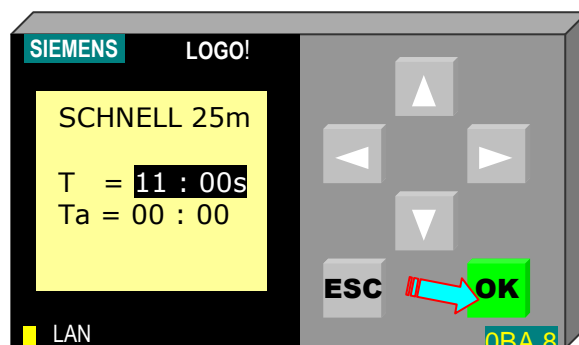 SIEMENS LOGO!
SCHNELL 25m
T = 11 : 00s
Ta = 00 : 00
ESC OK
LAN
0BA 8